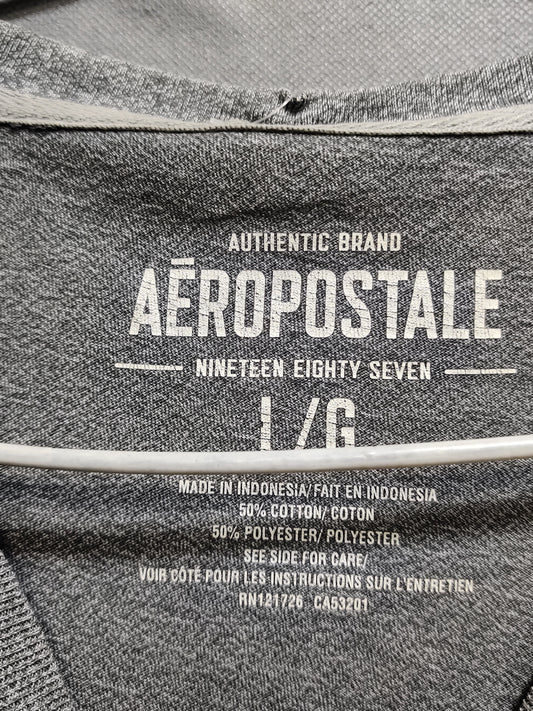 AUTHENTIC BRAND
AÉROPOSTALE
NINETEEN EIGHTY SEVEN
L/G
MADE IN INDONESIA/FAIT EN INDONESIA
50% COTTON/ COTON
50% POLYESTER/ POLYESTER
SEE SIDE FOR CARE/
VOIR CÔTÉ POUR LES INSTRUCTIONS SUR L'ENTRETIEN
RN121726 CA53201